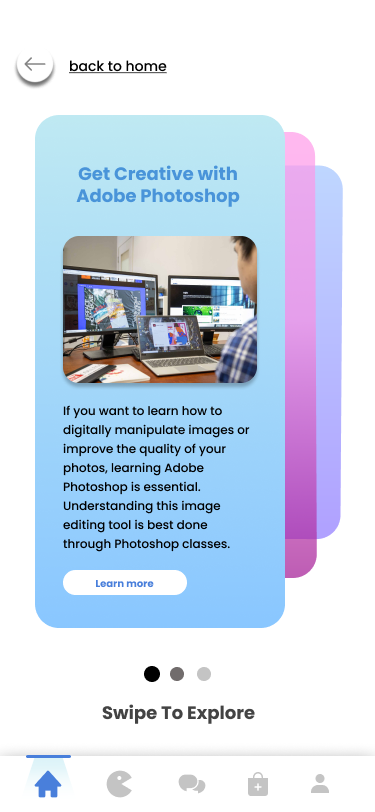 back to home
Get Creative with
Adobe Photoshop
If you want to learn how to
digitally manipulate images or
improve the quality of your
photos, learning Adobe
Photoshop is essential.
Understanding this image
editing tool is best done
through Photoshop classes.
Learn more
Swipe To Explore